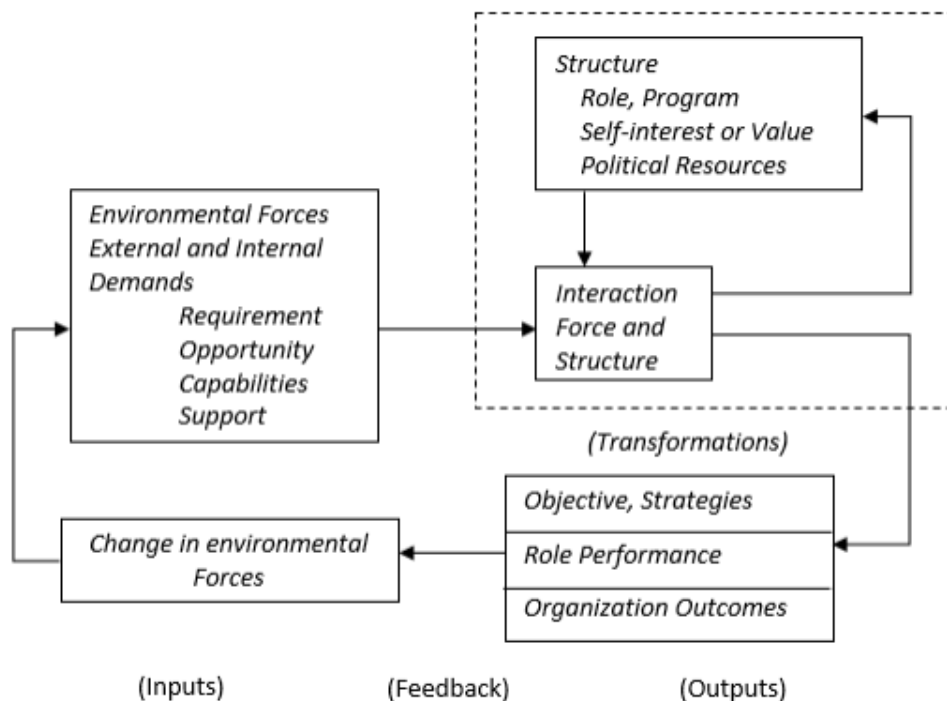 Structure
Role, Program
Self-interest or Value
Political Resources
Environmental Forces
External and Internal
Demands
Requirement
Opportunity
Capabilities
Support
Interaction
Force and
Structure
(Transformations)
Objective, Strategies
Role Performance
Organization Outcomes
Change in environmental
Forces
(Inputs)
(Feedback)
(Outputs)